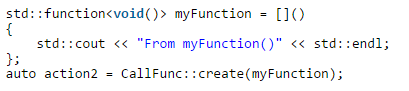 std::function<void()> myFunction = []()
{
    std::cout << "From myFunction()" << std::endl;
};
auto action2 = CallFunc::create(myFunction);